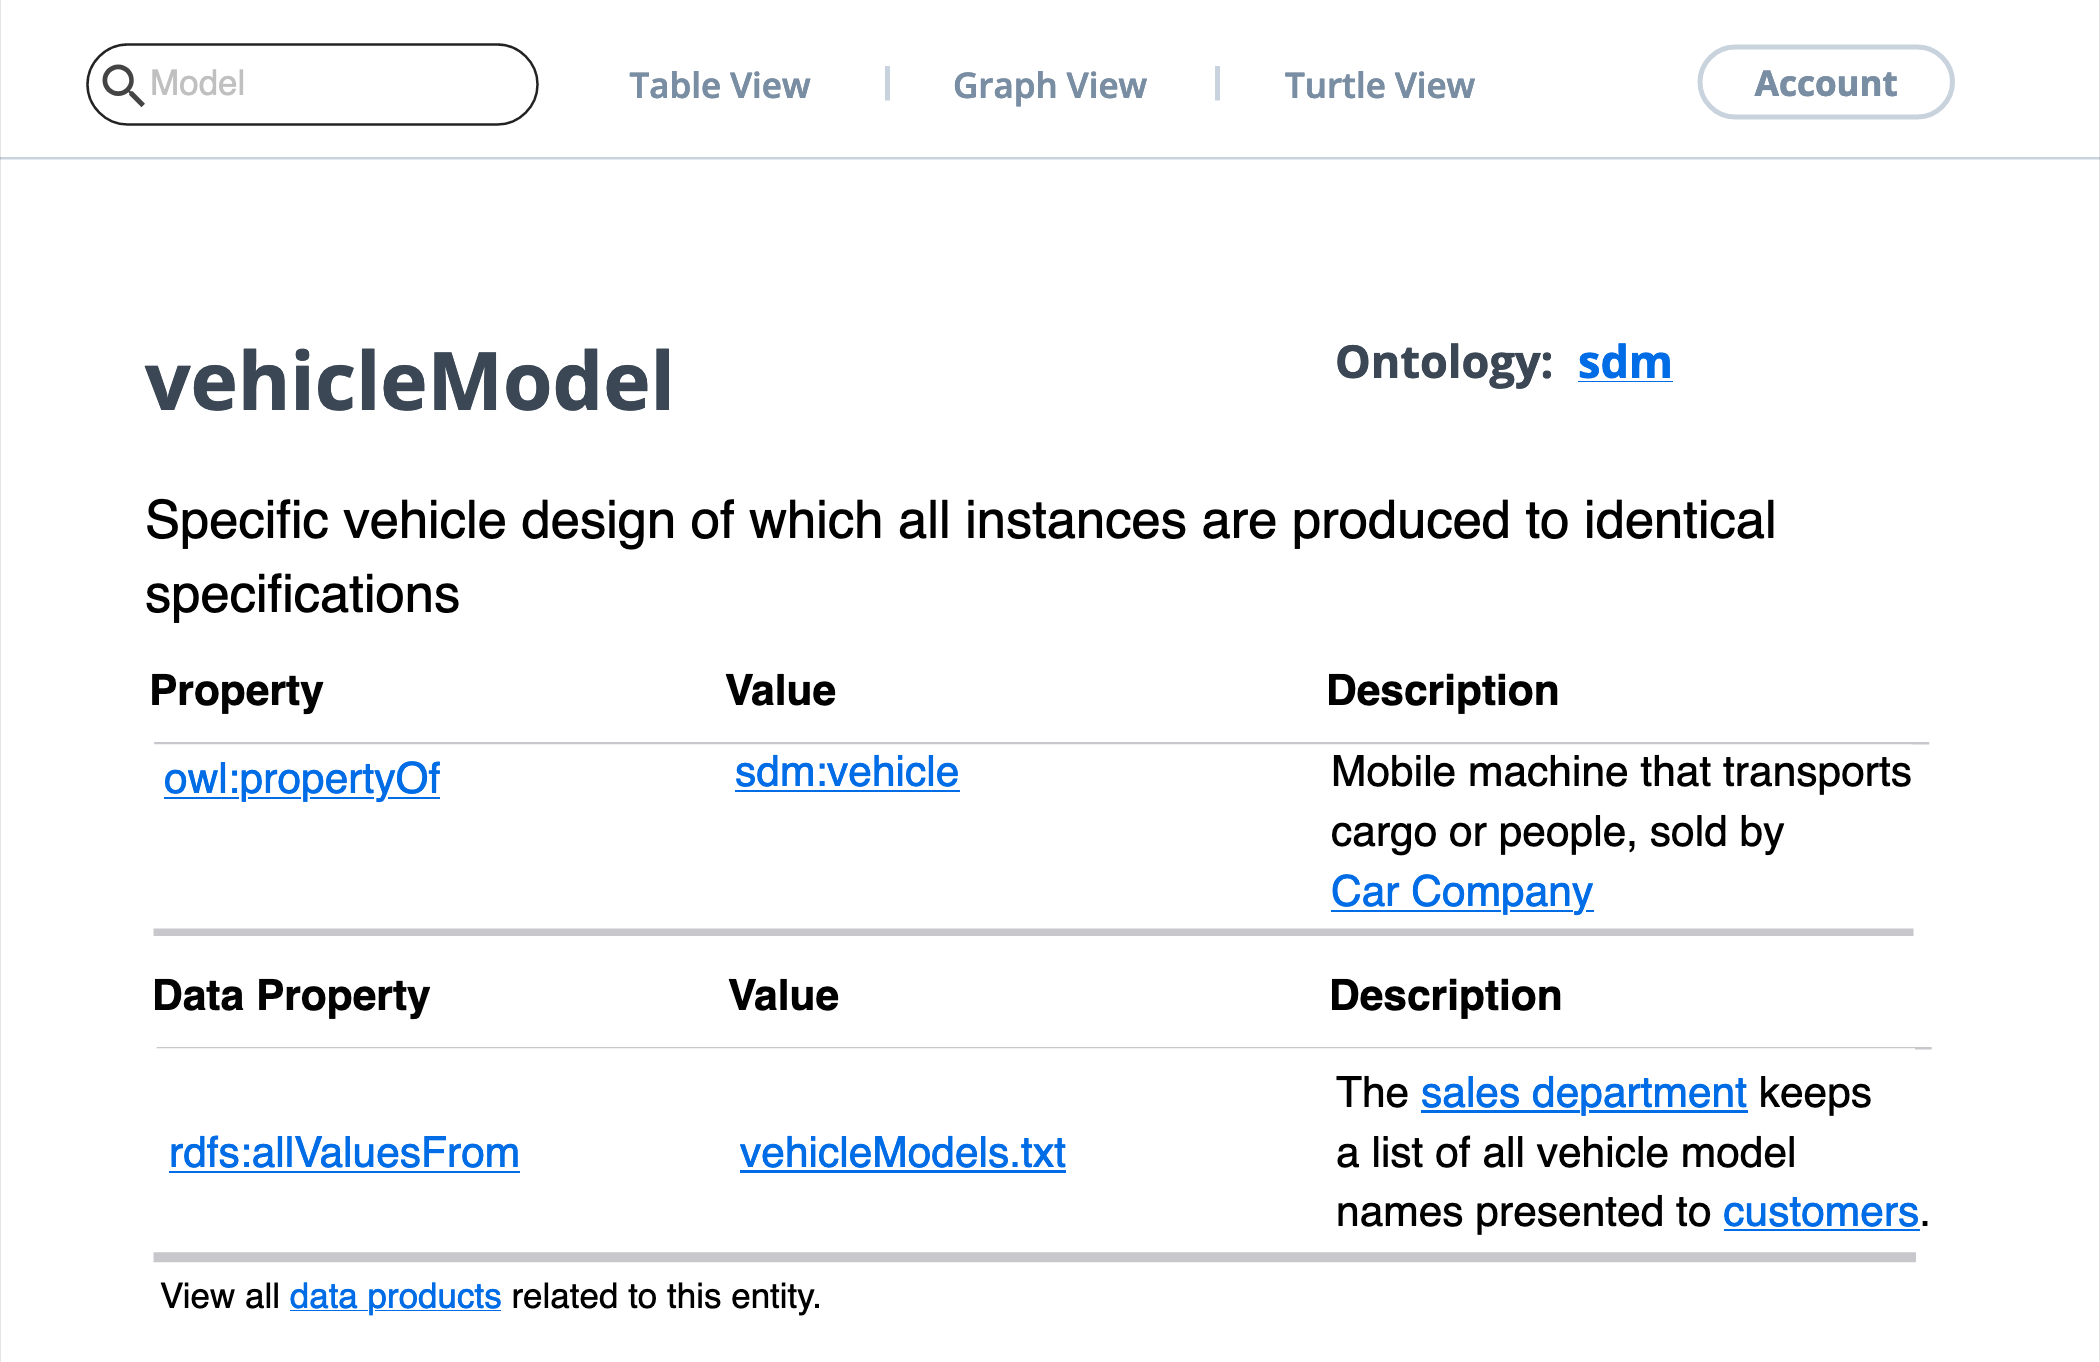 Model
Table View | Graph View | Turtle View
Account
vehicleModel
Ontology: sdm
Specific vehicle design of which all instances are produced to identical
specifications
Property Value Description
owl:propertyOf sdm:vehicle Mobile machine that transports
cargo or people, sold by
Car Company
Data Property Value Description
The sales department keeps
rdfs:allValuesFrom vehicleModels.txt a list of all vehicle model
names presented to customers.
View all data products related to this entity.